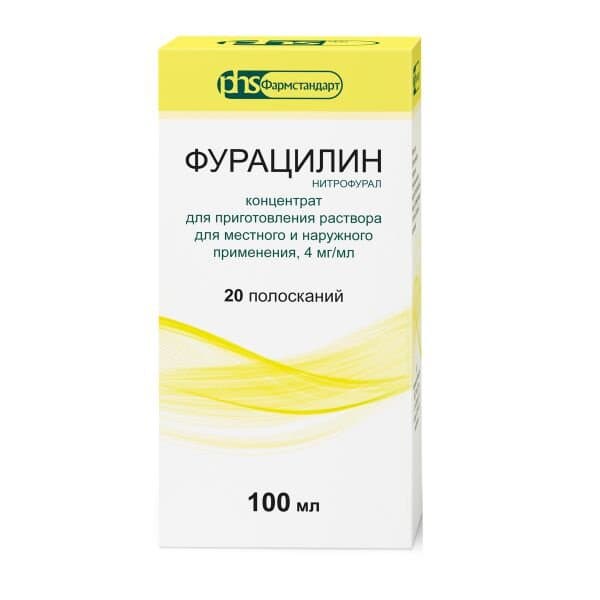 phs Фармстандарт
ФУРАЦИЛИН
НИТРОФУРАЛ
концентрат
для приготовления раствора
для местного и наружного
применения, 4 мг/мл
20 полосканий
100 мл